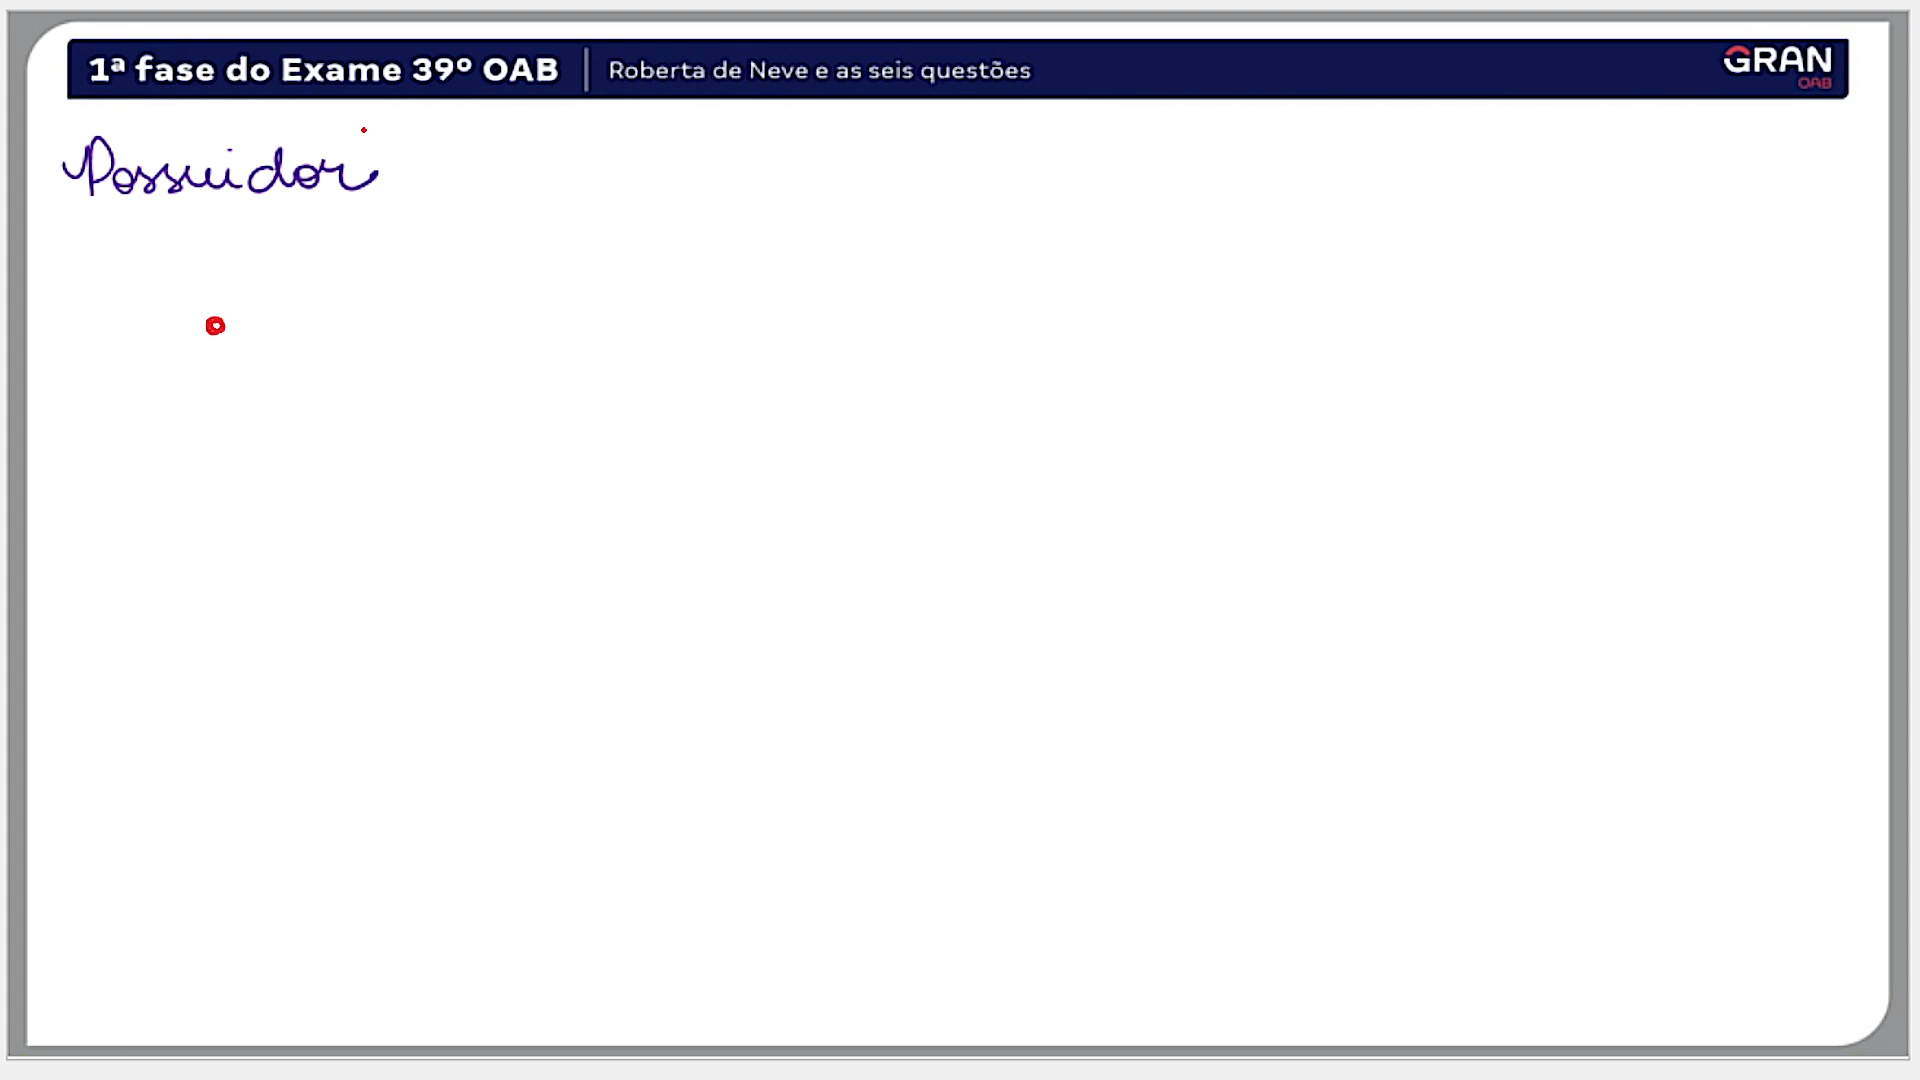 1ª fase do Exame 39º OAB
Roberta de Neve e as seis questões
GRAN
OAB
Possuidor